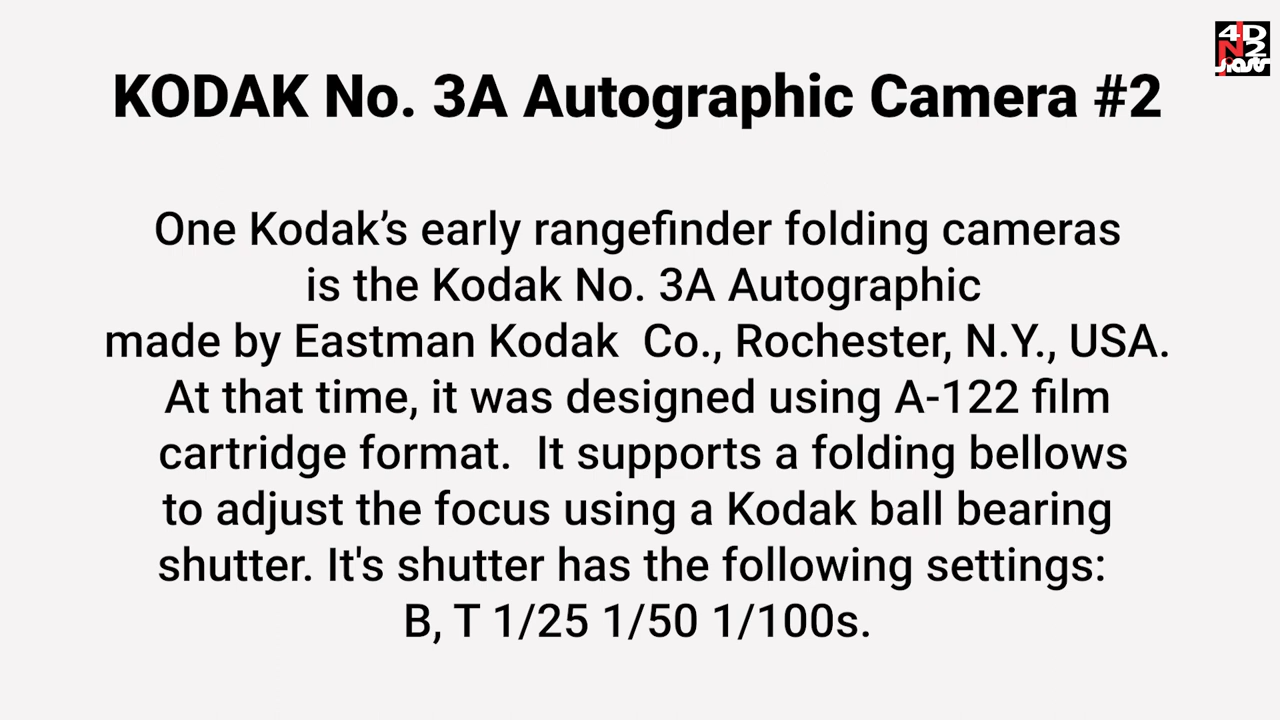 4D
N2
KODAK No. 3A Autographic Camera #2
One Kodak’s early rangefinder folding cameras
is the Kodak No. 3A Autographic
made by Eastman Kodak  Co., Rochester, N.Y., USA.
At that time, it was designed using A-122 film
cartridge format.  It supports a folding bellows
to adjust the focus using a Kodak ball bearing
shutter. It's shutter has the following settings:
B, T 1/25 1/50 1/100s.